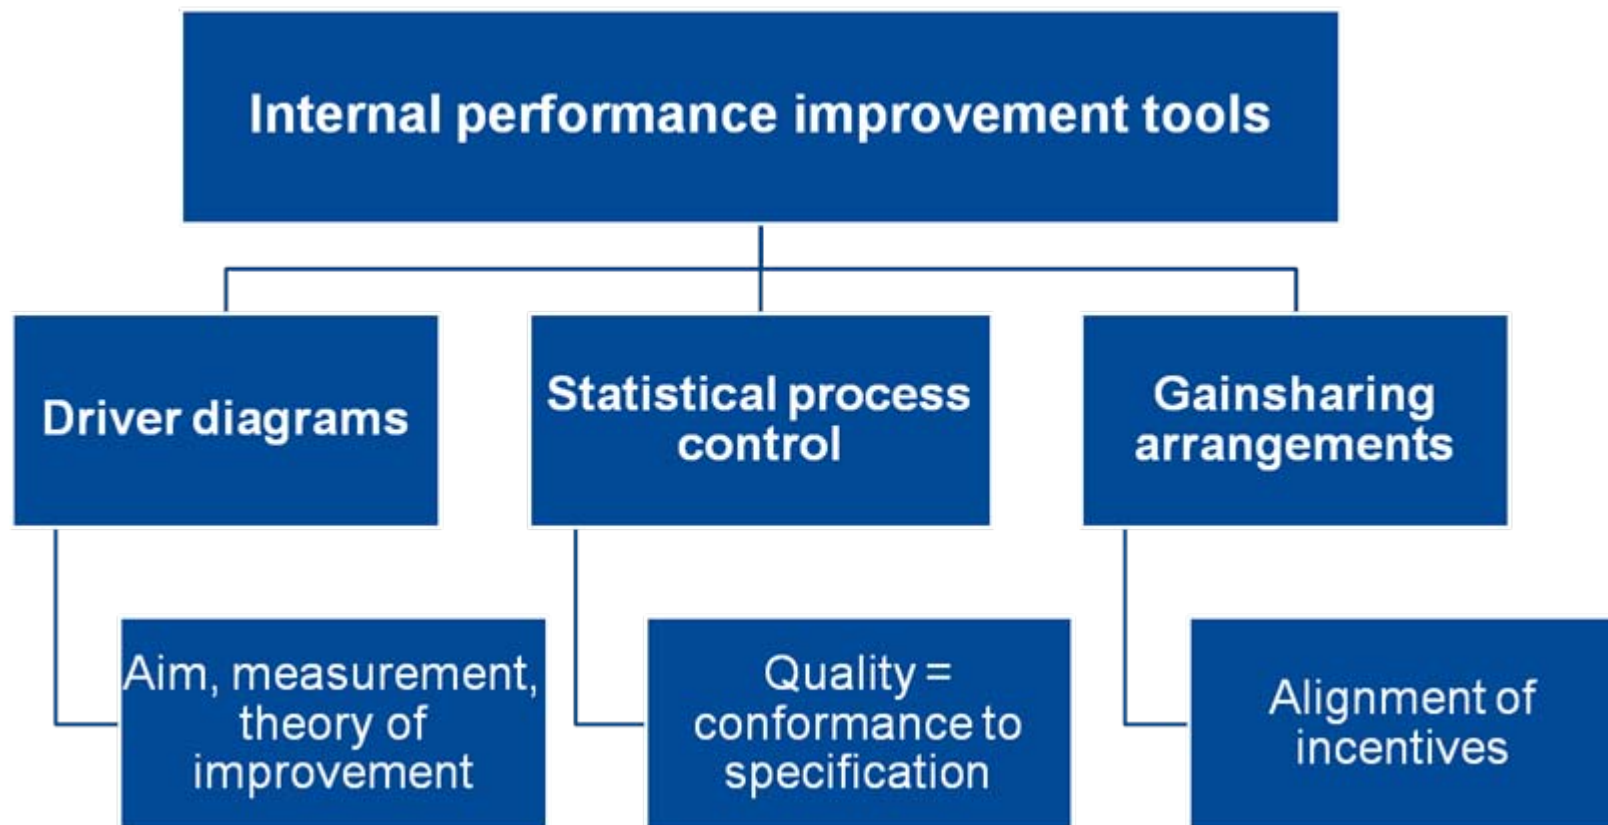 Internal performance improvement tools
Driver diagrams
Statistical process
control
Gainsharing
arrangements
Aim, measurement,
theory of
improvement
Quality =
conformance to
specification
Alignment of
incentives